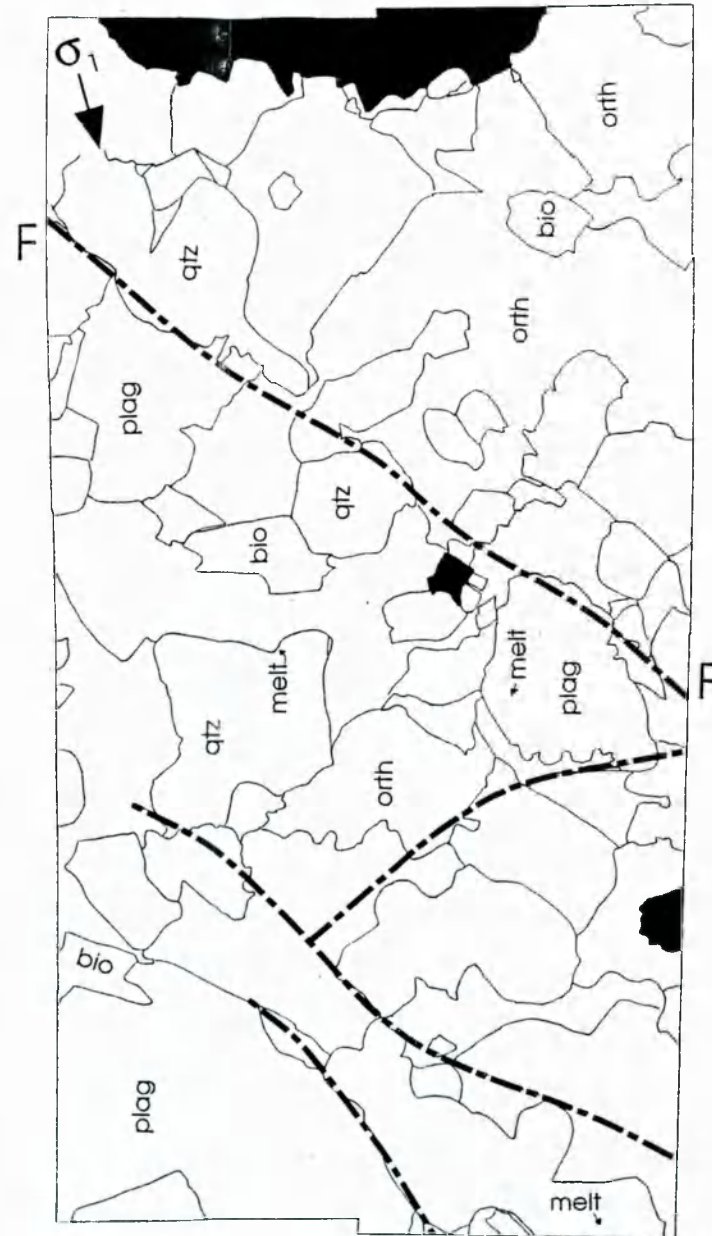 σ₁
orth
bio
F
qtz
orth
plag
qtz
bio
melt
F
melt
plag
qtz
orth
bio
plag
melt